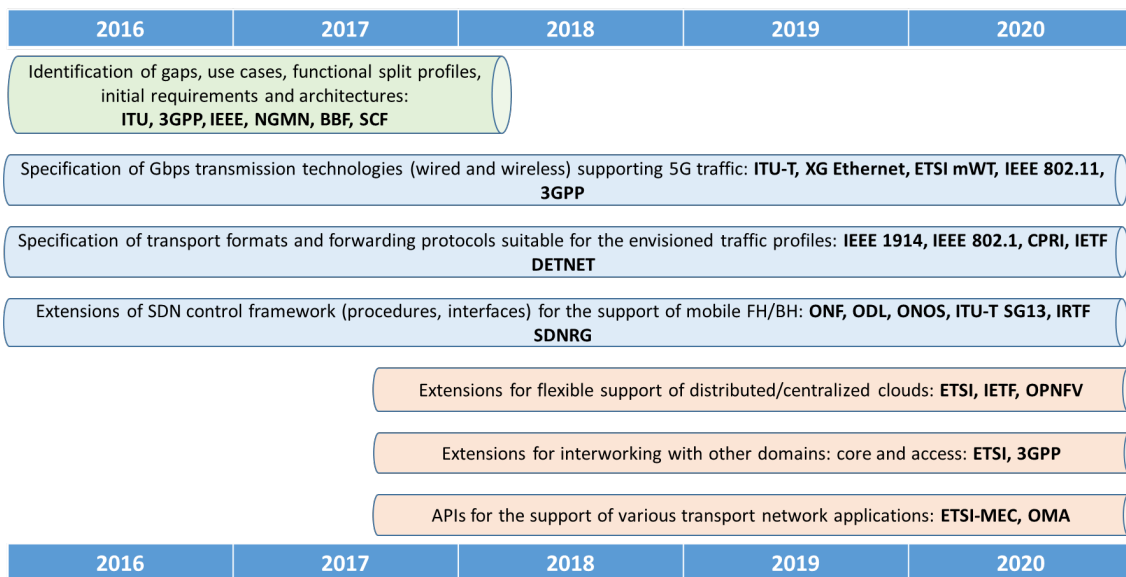 2016 2017 2018 2019 2020
Identification of gaps, use cases, functional split profiles,
initial requirements and architectures:
ITU, 3GPP, IEEE, NGMN, BBF, SCF
Specification of Gbps transmission technologies (wired and wireless) supporting 5G traffic: ITU-T, XG Ethernet, ETSI mWT, IEEE 802.11,
3GPP
Specification of transport formats and forwarding protocols suitable for the envisioned traffic profiles: IEEE 1914, IEEE 802.1, CPRI, IETF
DETNET
Extensions of SDN control framework (procedures, interfaces) for the support of mobile FH/BH: ONF, ODL, ONOS, ITU-T SG13, IRTF
SDNRG
Extensions for flexible support of distributed/centralized clouds: ETSI, IETF, OPNFV
Extensions for interworking with other domains: core and access: ETSI, 3GPP
APIs for the support of various transport network applications: ETSI-MEC, OMA
2016 2017 2018 2019 2020